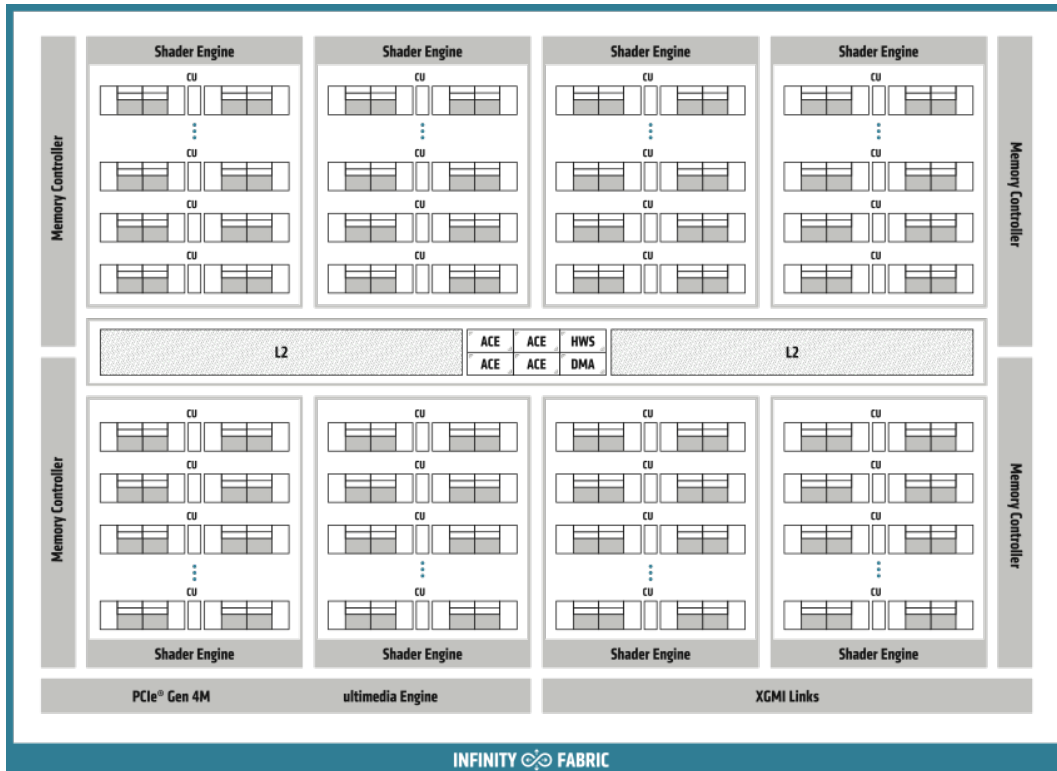 Shader Engine Shader Engine Shader Engine Shader Engine
CU CU CU CU
CU CU CU CU
CU CU CU CU
CU CU CU CU
Memory Controller
Memory Controller
L2 ACE ACE HWS L2
ACE ACE DMA
Memory Controller
Memory Controller
CU CU CU CU
CU CU CU CU
CU CU CU CU
CU CU CU CU
Shader Engine Shader Engine Shader Engine Shader Engine
PCIe® Gen 4M ultimedia Engine XGMI Links
INFINITY FABRIC